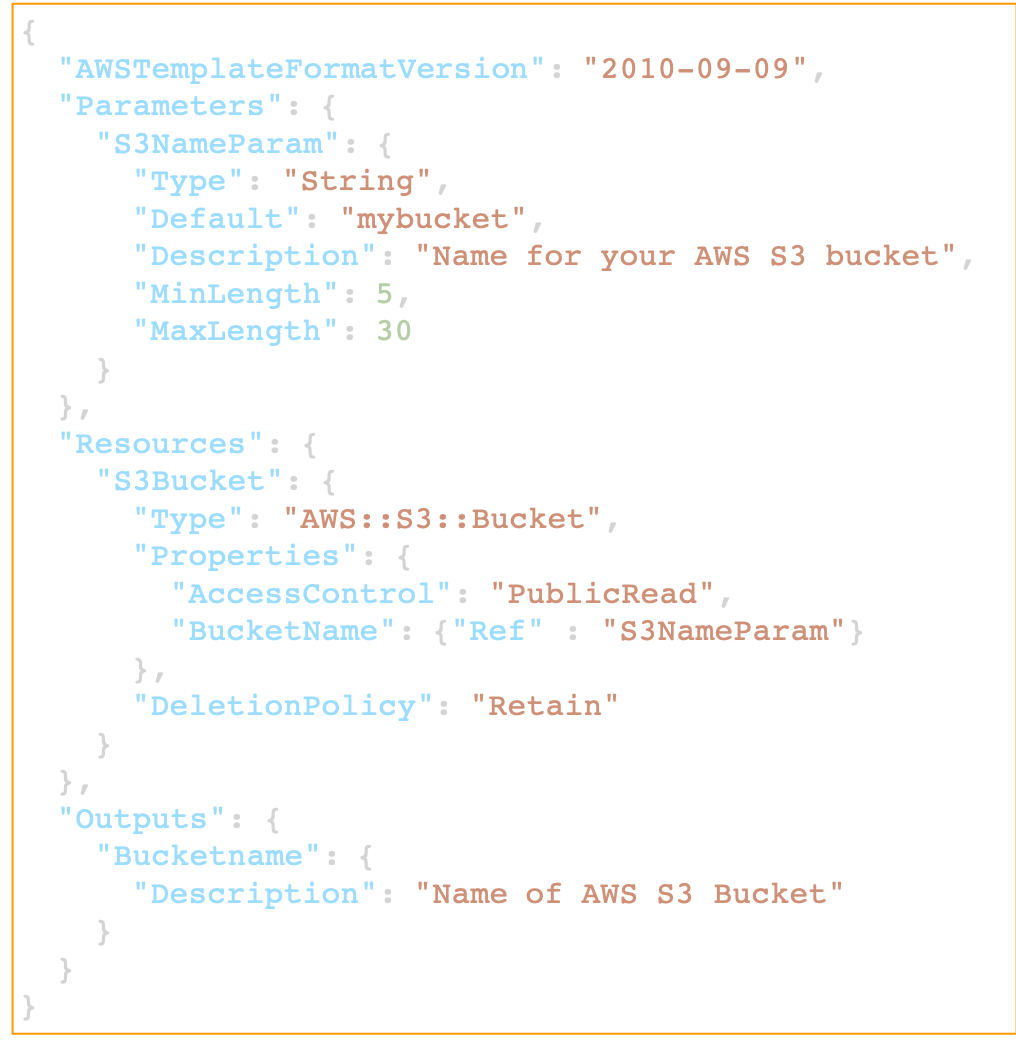 {
  "AWSTemplateFormatVersion": "2010-09-09",
  "Parameters": {
    "S3NameParam": {
      "Type": "String",
      "Default": "mybucket",
      "Description": "Name for your AWS S3 bucket",
      "MinLength": 5,
      "MaxLength": 30
    }
  },
  "Resources": {
    "S3Bucket": {
      "Type": "AWS::S3::Bucket",
      "Properties": {
        "AccessControl": "PublicRead",
        "BucketName": {"Ref" : "S3NameParam"}
      },
      "DeletionPolicy": "Retain"
    }
  },
  "Outputs": {
    "Bucketname": {
      "Description": "Name of AWS S3 Bucket"
    }
  }
}